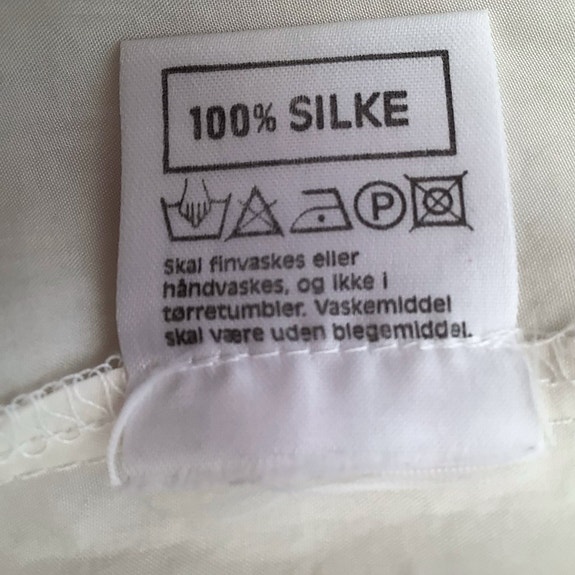 100% SILKE
P
Skal finvaskes eller
håndvaskes, og ikke i
tørretumbler. Vaskemiddel
skal være uden blegemiddel.